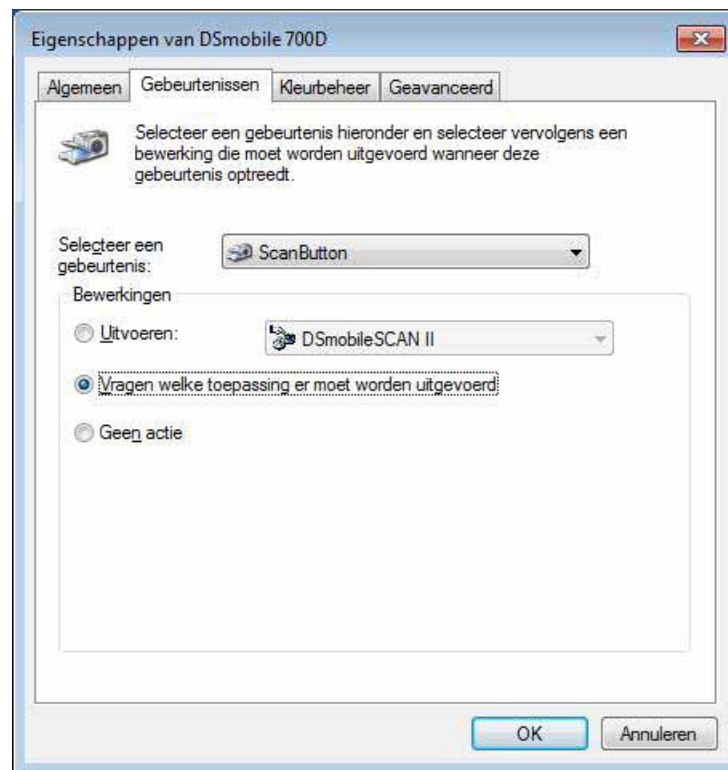 Eigenschappen van DSmobile 700D
Algemeen
Gebeurtenissen
Kleurbeheer
Geavanceerd
Selecteer een gebeurtenis hieronder en selecteer vervolgens een
bewerking die moet worden uitgevoerd wanneer deze
gebeurtenis optreedt.
Selecteer een
gebeurtenis:
ScanButton
Bewerkingen
Uitvoeren:
DSmobileSCAN II
Vragen welke toepassing er moet worden uitgevoerd
Geen actie
OK
Annuleren